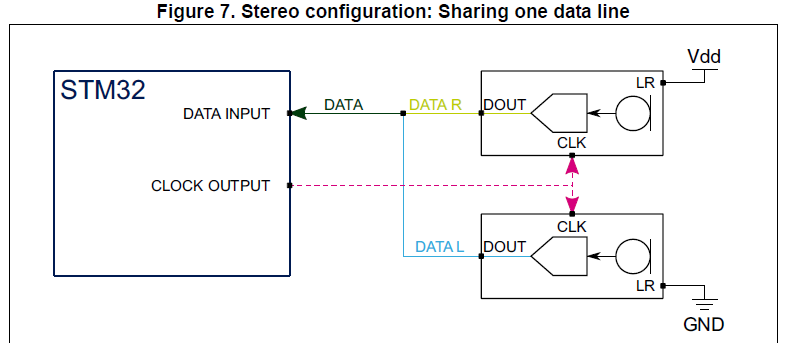 Figure 7. Stereo configuration: Sharing one data line
Vdd
STM32
LR
DATA INPUT
DATA
DATA R
DOUT
CLK
CLOCK OUTPUT
CLK
DATA L
DOUT
LR
GND